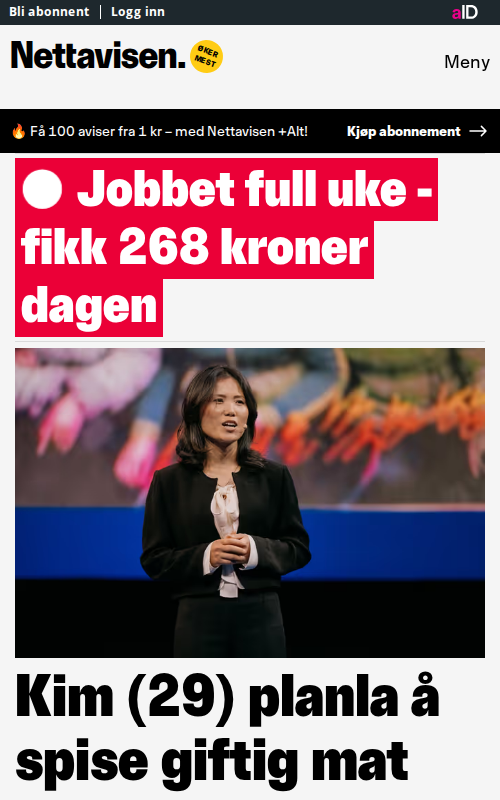 Bli abonnent | Logg inn
aID
Nettavisen.
ØKER
MEST
Meny
Få 100 aviser fra 1 kr – med Nettavisen +Alt!
Kjøp abonnement
Jobbet full uke -
fikk 268 kroner
dagen
Kim (29) planla å
spise giftig mat